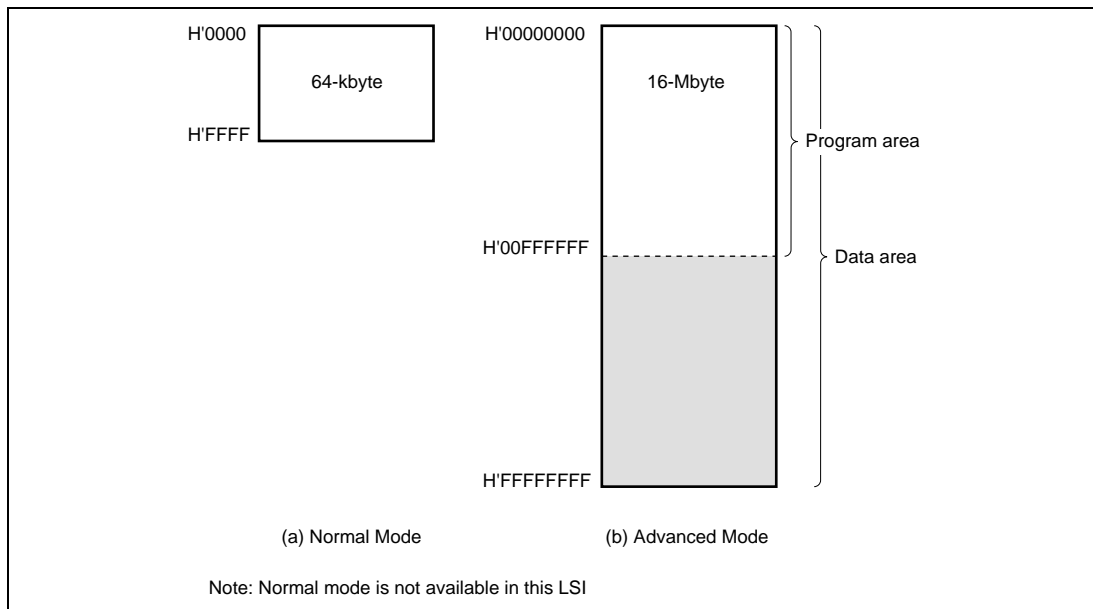 H'0000
64-kbyte
H'FFFF
H'00000000
16-Mbyte
Program area
H'00FFFFFF
Data area
H'FFFFFFFF
(a) Normal Mode
(b) Advanced Mode
Note: Normal mode is not available in this LSI